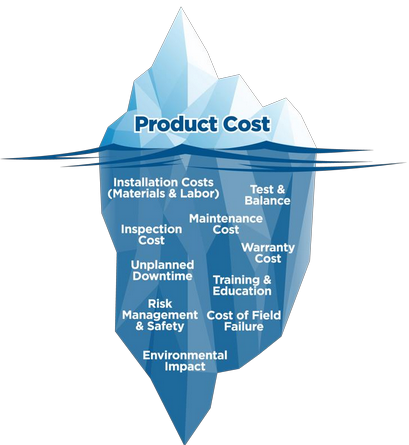 Product Cost
Installation Costs
(Materials & Labor)
Test &
Balance
Maintenance
Cost
Inspection
Cost
Warranty
Cost
Unplanned
Downtime
Training &
Education
Risk
Management
& Safety
Cost of Field
Failure
Environmental
Impact